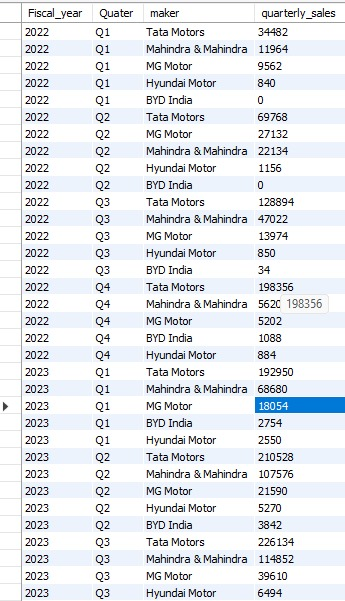 Fiscal_year Quater maker quarterly_sales
2022 Q1 Tata Motors 34482
2022 Q1 Mahindra & Mahindra 11964
2022 Q1 MG Motor 9562
2022 Q1 Hyundai Motor 840
2022 Q1 BYD India 0
2022 Q2 Tata Motors 69768
2022 Q2 MG Motor 27132
2022 Q2 Mahindra & Mahindra 22134
2022 Q2 Hyundai Motor 1156
2022 Q2 BYD India 0
2022 Q3 Tata Motors 128894
2022 Q3 Mahindra & Mahindra 47022
2022 Q3 MG Motor 13974
2022 Q3 Hyundai Motor 850
2022 Q3 BYD India 34
2022 Q4 Tata Motors 198356
2022 Q4 Mahindra & Mahindra 198356
2022 Q4 MG Motor 5202
2022 Q4 BYD India 1088
2022 Q4 Hyundai Motor 884
2023 Q1 Tata Motors 192950
2023 Q1 Mahindra & Mahindra 68680
2023 Q1 MG Motor 18054
2023 Q1 BYD India 2754
2023 Q1 Hyundai Motor 2550
2023 Q2 Tata Motors 210528
2023 Q2 Mahindra & Mahindra 107576
2023 Q2 MG Motor 21590
2023 Q2 Hyundai Motor 5270
2023 Q2 BYD India 3842
2023 Q3 Tata Motors 226134
2023 Q3 Mahindra & Mahindra 114852
2023 Q3 MG Motor 39610
2023 Q3 Hyundai Motor 6494